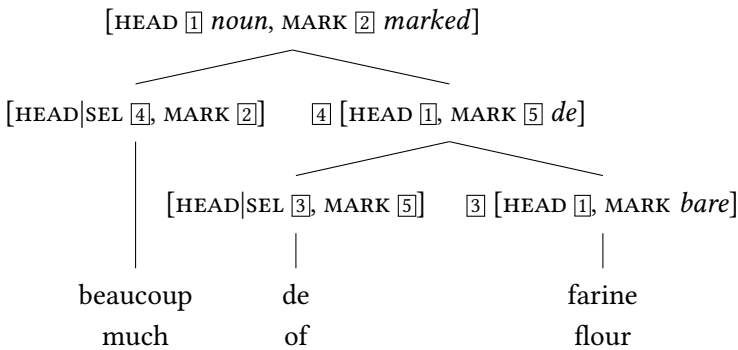 [HEAD 1 noun, MARK 2 marked]
[HEAD|SEL 4, MARK 2] 4 [HEAD 1, MARK 5 de]
[HEAD|SEL 3, MARK 5] 3 [HEAD 1, MARK bare]
beaucoup de farine
much of flour